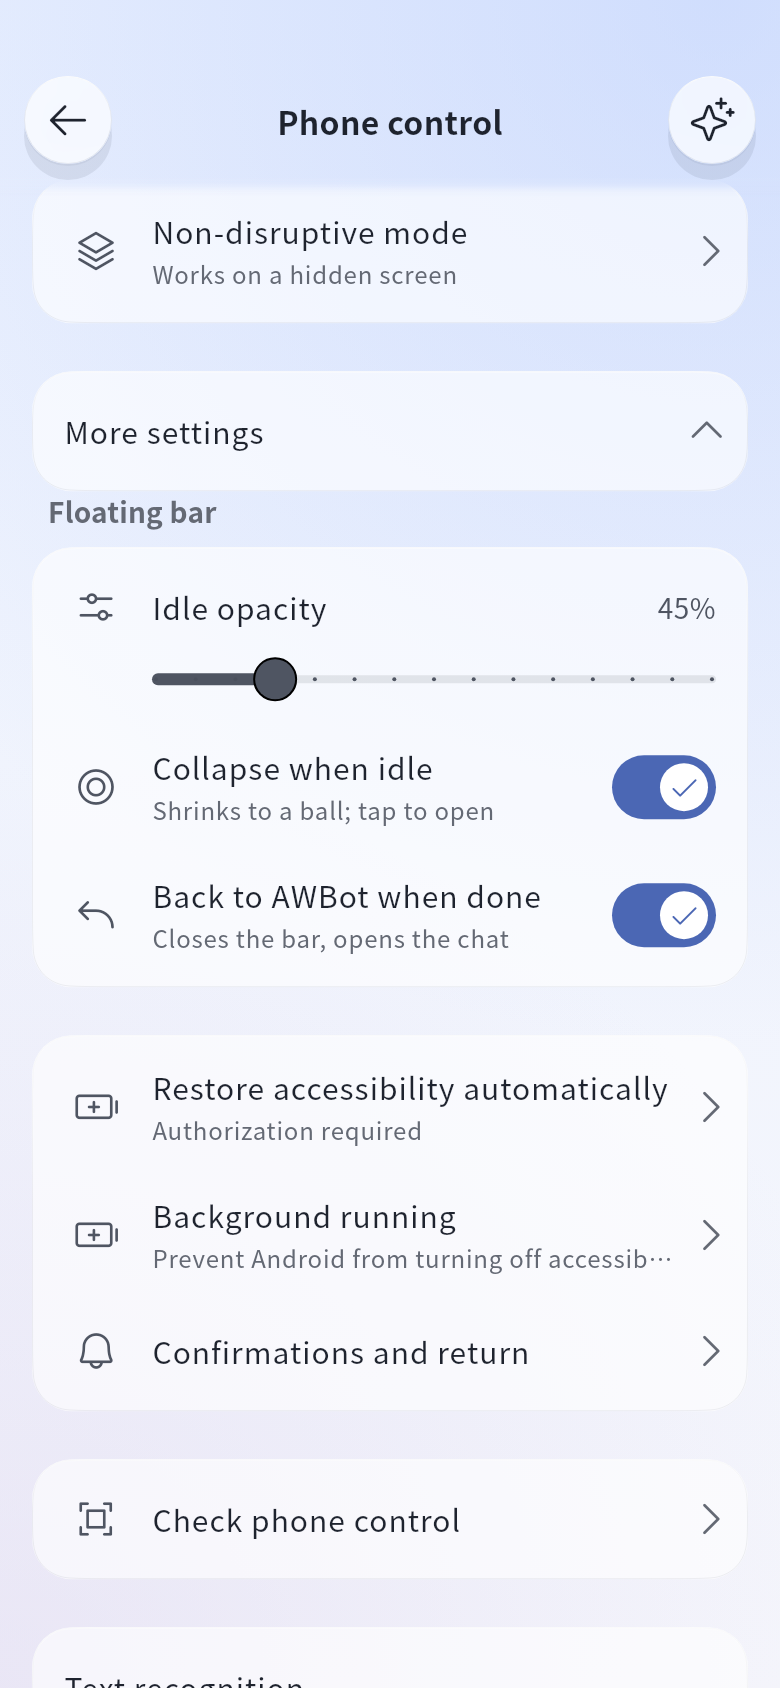 Phone control
Non-disruptive mode
Works on a hidden screen
More settings
Floating bar
Idle opacity
45%
Collapse when idle
Shrinks to a ball; tap to open
Back to AWBot when done
Closes the bar, opens the chat
Restore accessibility automatically
Authorization required
Background running
Prevent Android from turning off accessib…
Confirmations and return
Check phone control
Text recognition